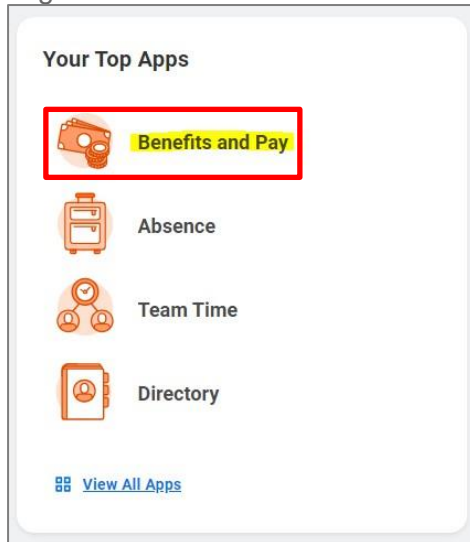 Your Top Apps
Benefits and Pay
Absence
Team Time
Directory
View All Apps